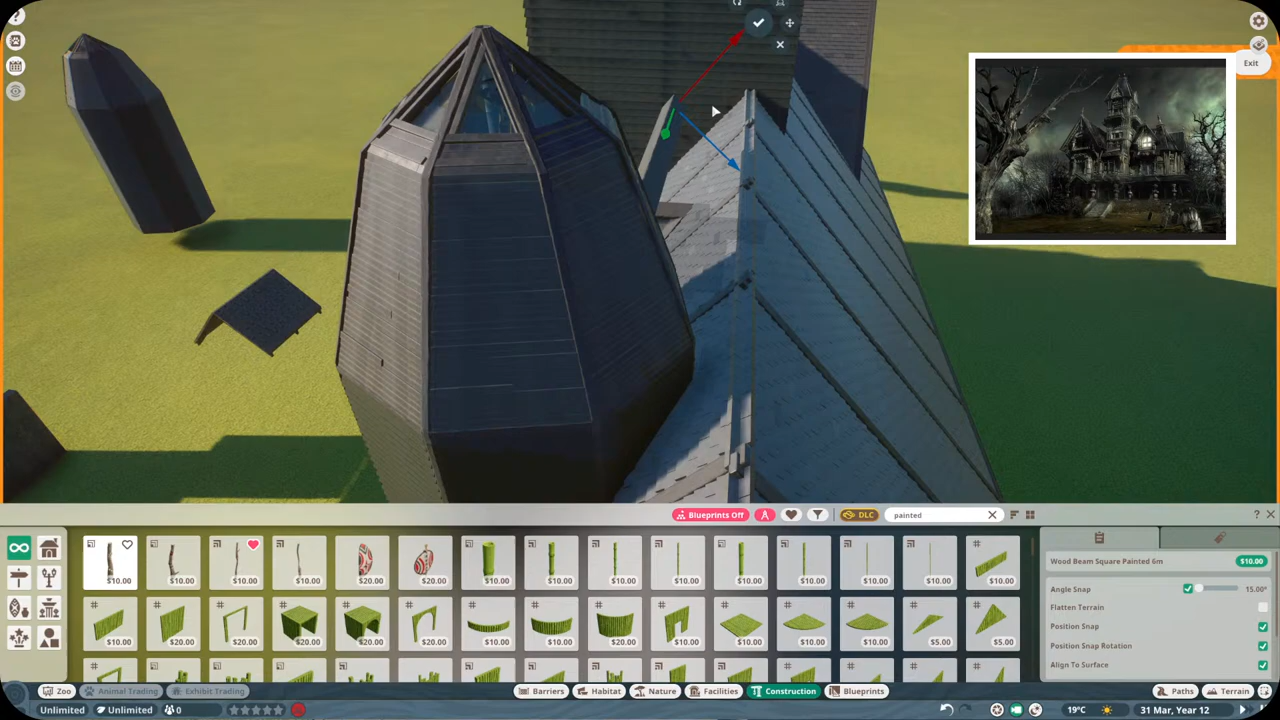 ?
Exit
Blueprints Off
DLC
painted
?
$10.00 $10.00 $10.00 $10.00 $20.00 $20.00 $10.00 $10.00 $10.00 $10.00 $10.00 $10.00 $10.00 $10.00 $10.00
$10.00 $20.00 $20.00 $20.00 $20.00 $20.00 $10.00 $10.00 $20.00 $10.00 $10.00 $10.00 $10.00 $5.00 $5.00
Wood Beam Square Painted 6m $10.00
Angle Snap 15.00°
Flatten Terrain
Position Snap
Position Snap Rotation
Align To Surface
Zoo Animal Trading Exhibit Trading Barriers Habitat Nature Facilities Construction Blueprints Paths Terrain
Unlimited Unlimited 0 19°C 31 Mar, Year 12